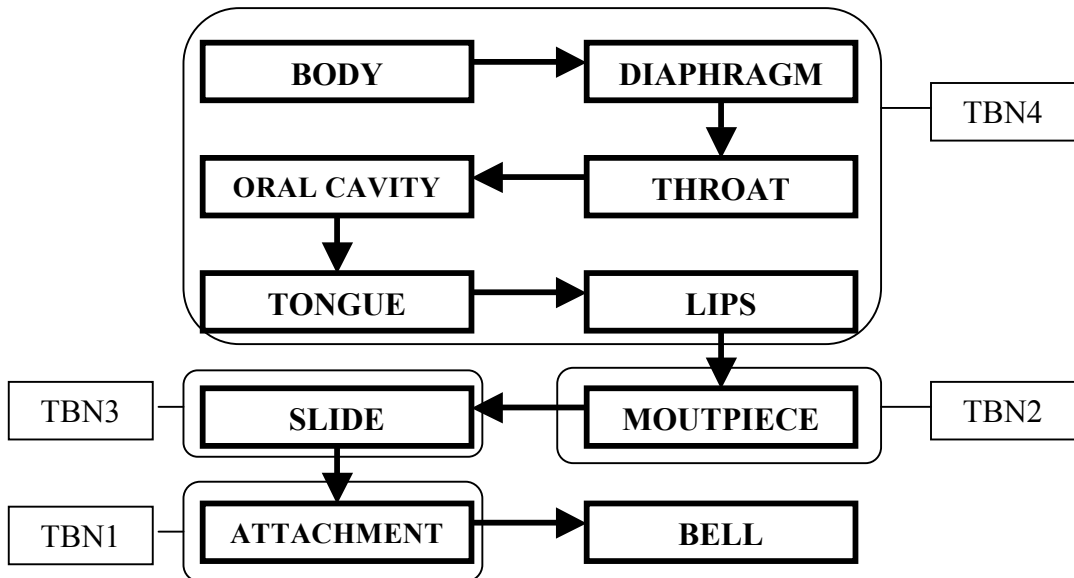 BODY
DIAPHRAGM
TBN4
ORAL CAVITY
THROAT
TONGUE
LIPS
TBN3
SLIDE
MOUTPIECE
TBN2
TBN1
ATTACHMENT
BELL